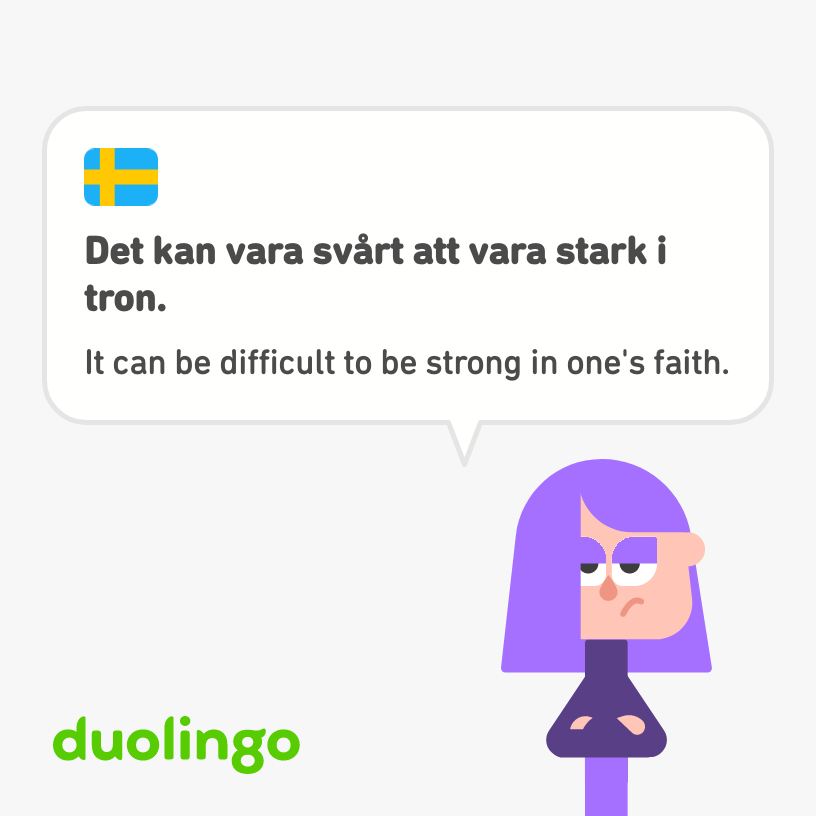 Det kan vara svårt att vara stark i
tron.
It can be difficult to be strong in one's faith.
duolingo